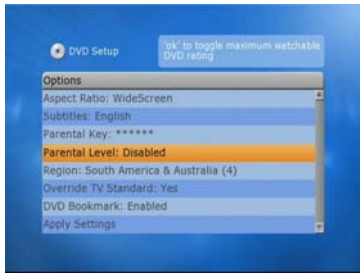 DVD Setup
'ok' to toggle maximum watchable
DVD rating
Options
Aspect Ratio: WideScreen
Subtitles: English
Parental Key: ******
Parental Level: Disabled
Region: South America & Australia (4)
Override TV Standard: Yes
DVD Bookmark: Enabled
Apply Settings